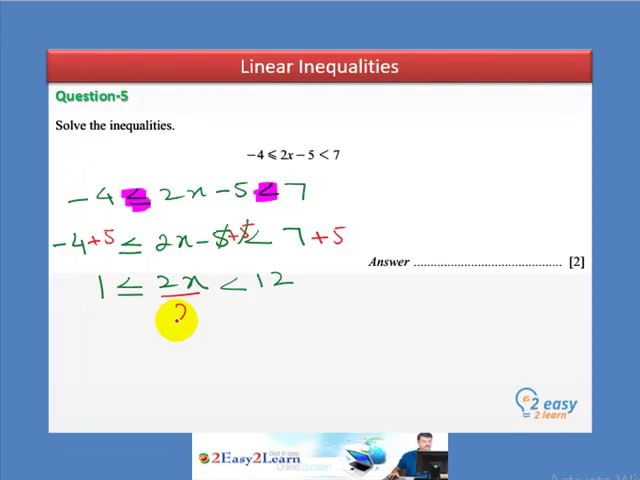 Linear Inequalities
Question-5
Solve the inequalities.
−4 ⩽ 2x − 5 < 7
−4 ≤ 2x − 5 < 7
−4 +5 ≤ 2x − 5 +5 < 7 +5
Answer .......................................................... [2]
1 ≤ 2x < 12
2 easy
2 learn
2Easy2Learn